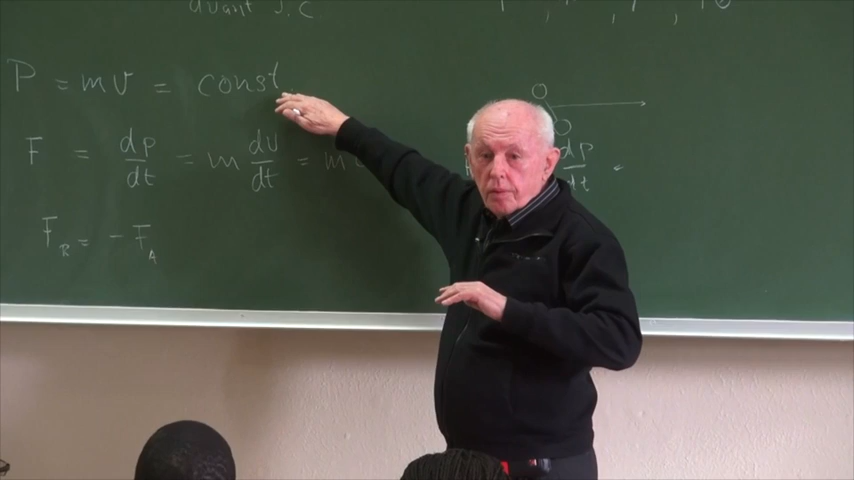 avant J.C
P = mv = const
F = dp/dt = m dv/dt = m
dp/dt =
F_R = - F_A